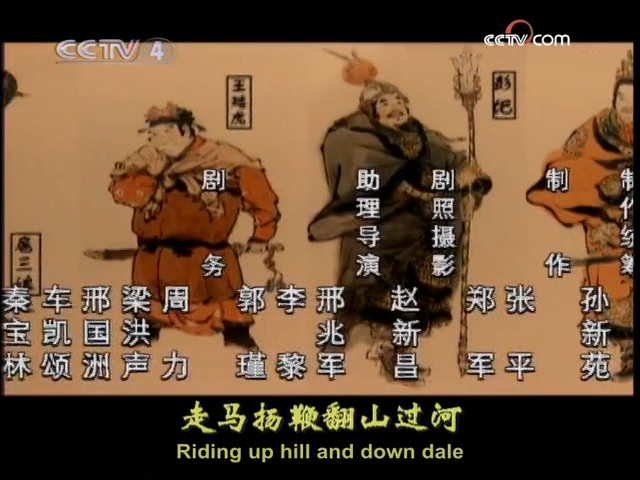 CCTV 4
CCTV.com
王矮虎
剧务
助理导演
剧照摄影
制作
秦宝林
车凯颂
邢国洲
梁洪声
周力
郭瑾
李黎
邢兆军
赵新昌
郑军
张平
孙新苑
走马扬鞭翻山过河
Riding up hill and down dale